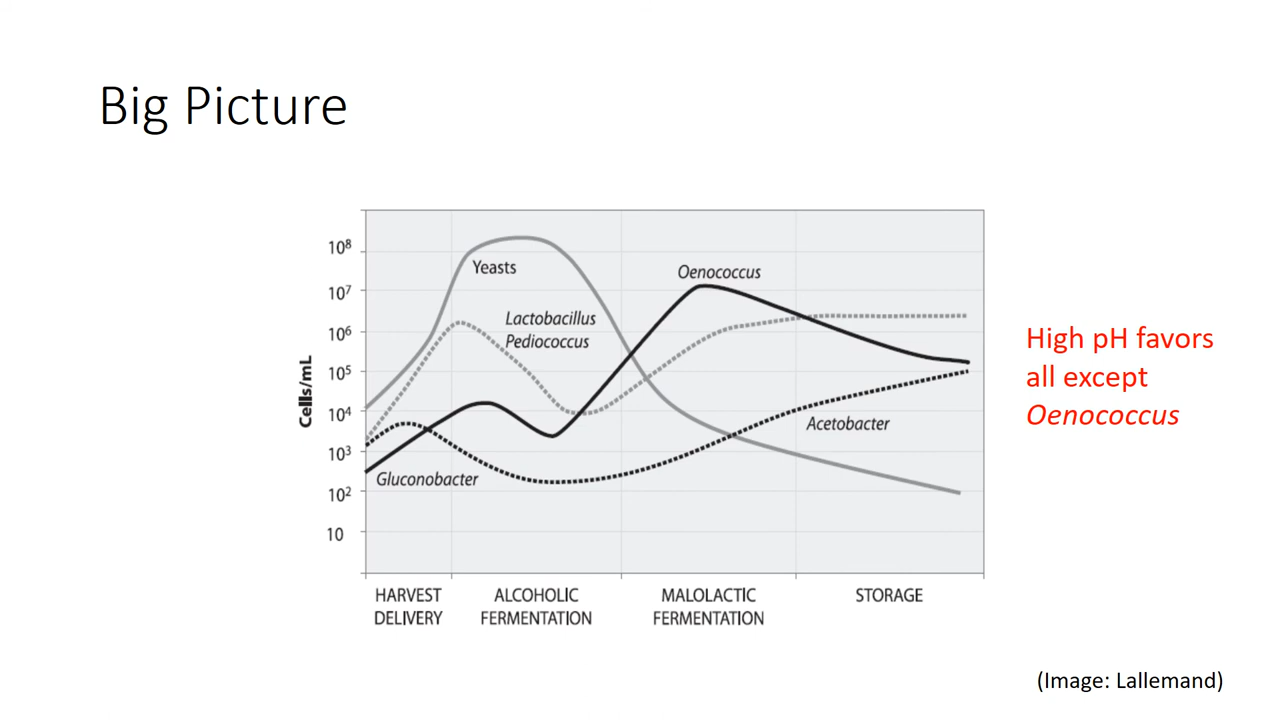 Big Picture
10⁸
10⁷
10⁶
10⁵
10⁴
10³
10²
10
Cells/mL
Yeasts
Lactobacillus
Pediococcus
Oenococcus
Acetobacter
Gluconobacter
HARVEST
DELIVERY
ALCOHOLIC
FERMENTATION
MALOLACTIC
FERMENTATION
STORAGE
High pH favors
all except
Oenococcus
(Image: Lallemand)